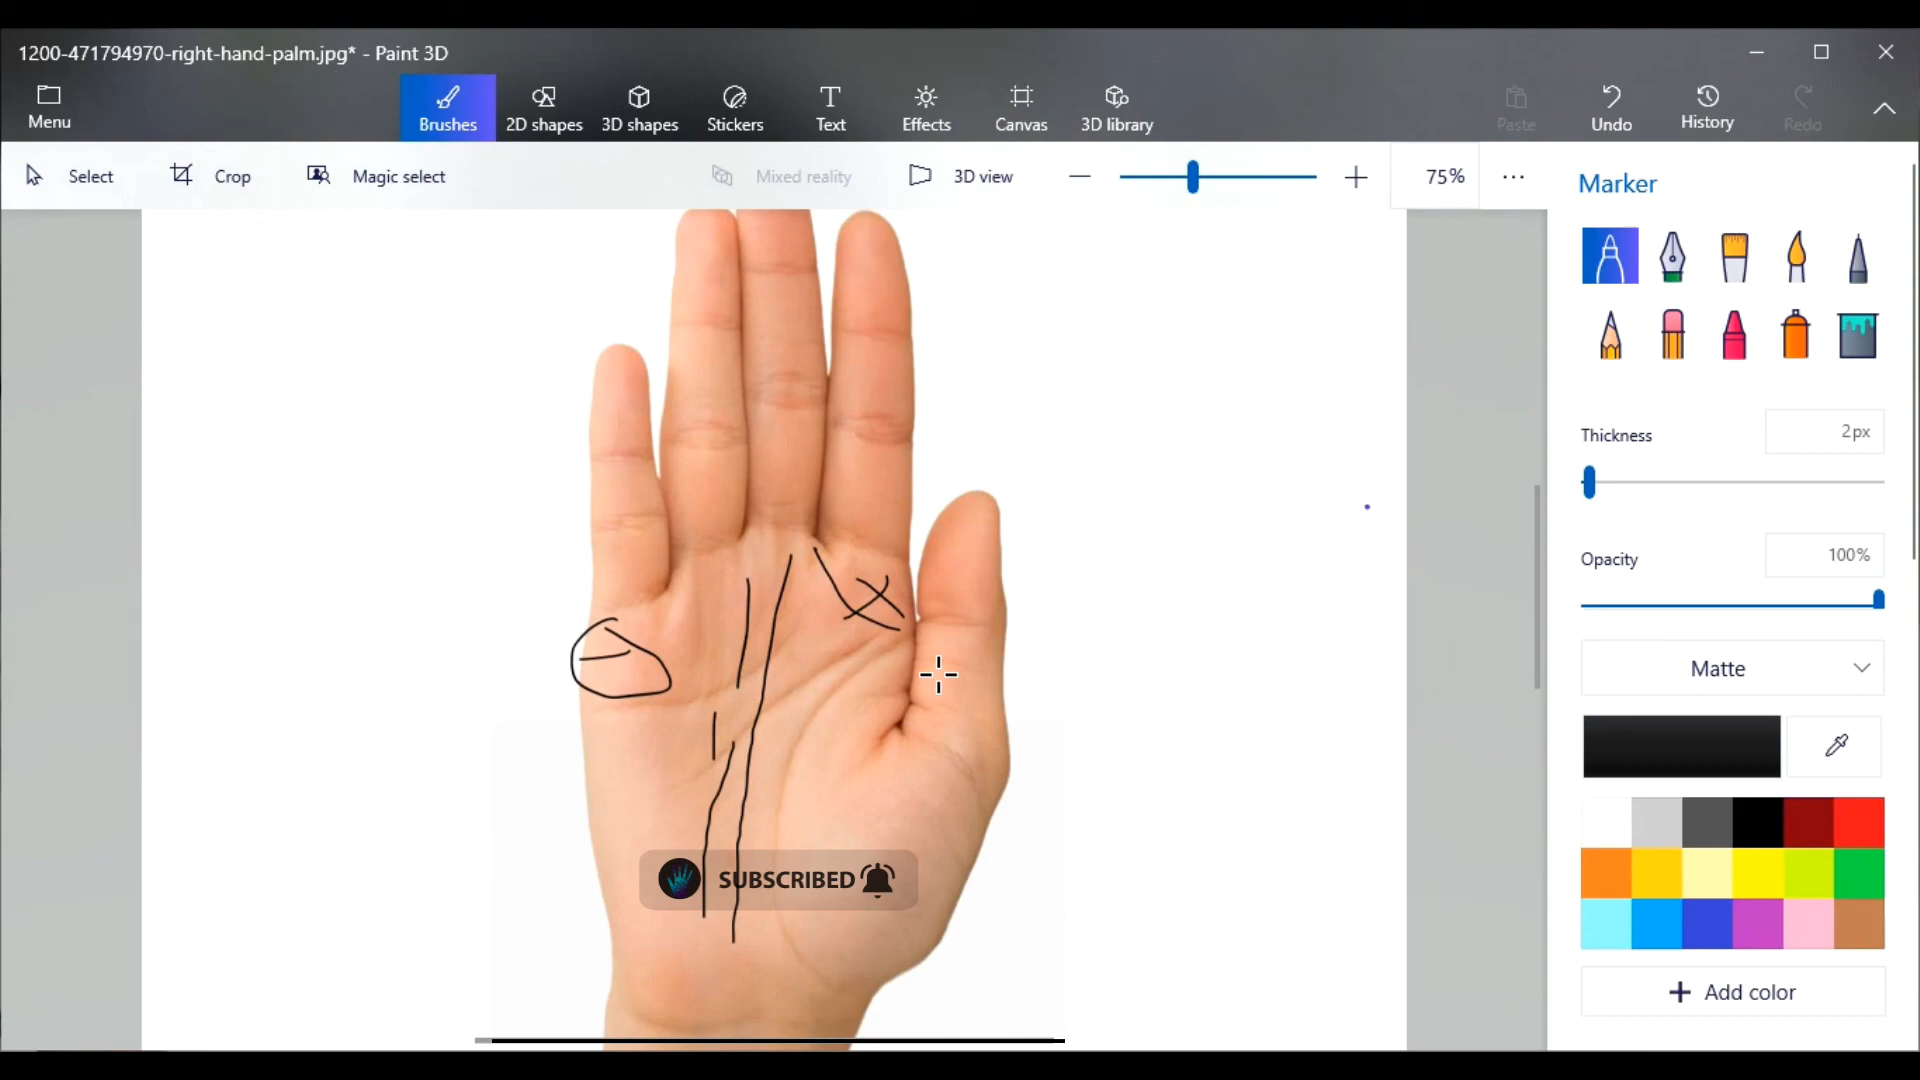 1200-471794970-right-hand-palm.jpg* - Paint 3D
Menu
Brushes
2D shapes
3D shapes
Stickers
Text
Effects
Canvas
3D library
Paste
Undo
History
Redo
Select
Crop
Magic select
Mixed reality
3D view
75%
Marker
Thickness
2px
Opacity
100%
Matte
Add color
SUBSCRIBED